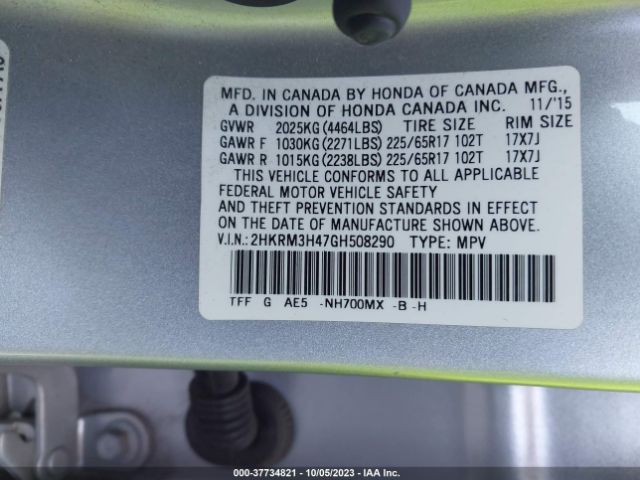 MFD. IN CANADA BY HONDA OF CANADA MFG.,
A DIVISION OF HONDA CANADA INC. 11/'15
GVWR 2025KG (4464LBS) TIRE SIZE RIM SIZE
GAWR F 1030KG (2271LBS) 225/65R17 102T 17X7J
GAWR R 1015KG (2238LBS) 225/65R17 102T 17X7J
THIS VEHICLE CONFORMS TO ALL APPLICABLE
FEDERAL MOTOR VEHICLE SAFETY
AND THEFT PREVENTION STANDARDS IN EFFECT
ON THE DATE OF MANUFACTURE SHOWN ABOVE.
V.I.N.: 2HKRM3H47GH508290 TYPE: MPV
TFF G AE5 -NH700MX -B -H
000-37734821 - 10/05/2023 - IAA Inc.